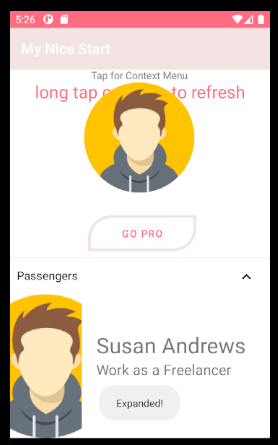 5:26
My Nice Start
Tap for Context Menu
long tap to refresh
GO PRO
Passengers
Susan Andrews
Work as a Freelancer
Expanded!